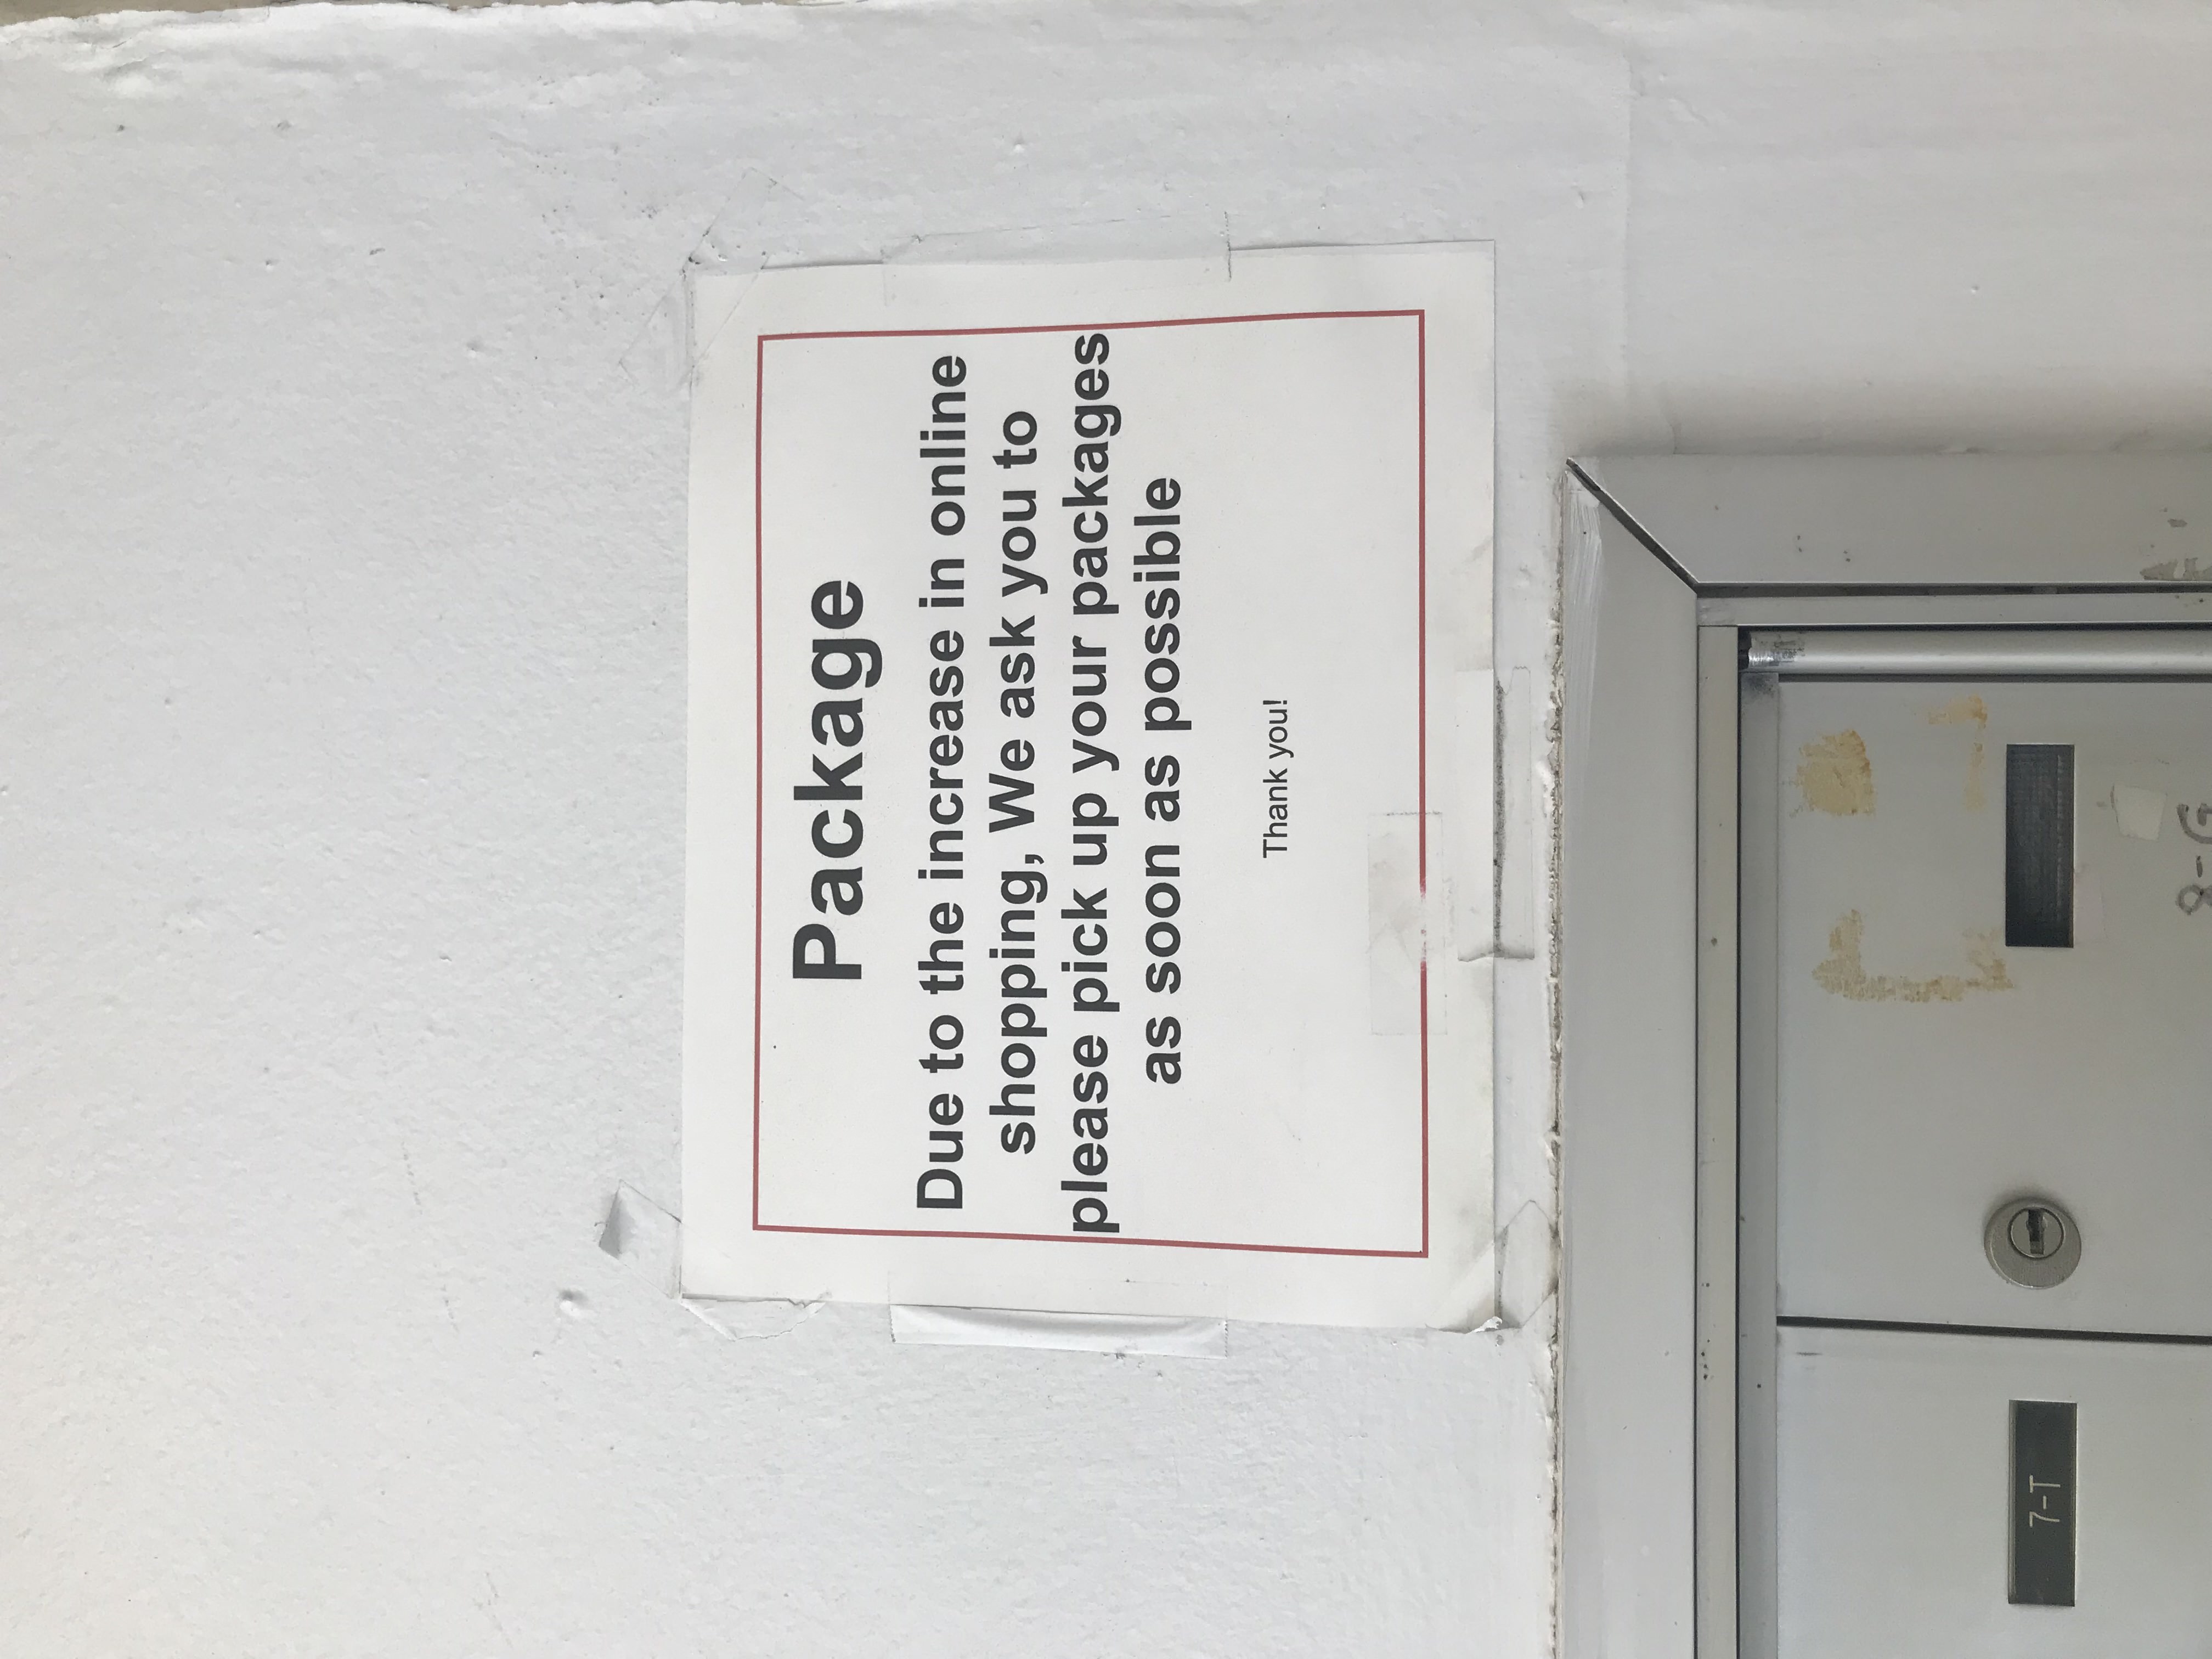 Package
Due to the increase in online
shopping, We ask you to
please pick up your packages
as soon as possible
Thank you!
7-T
8-G